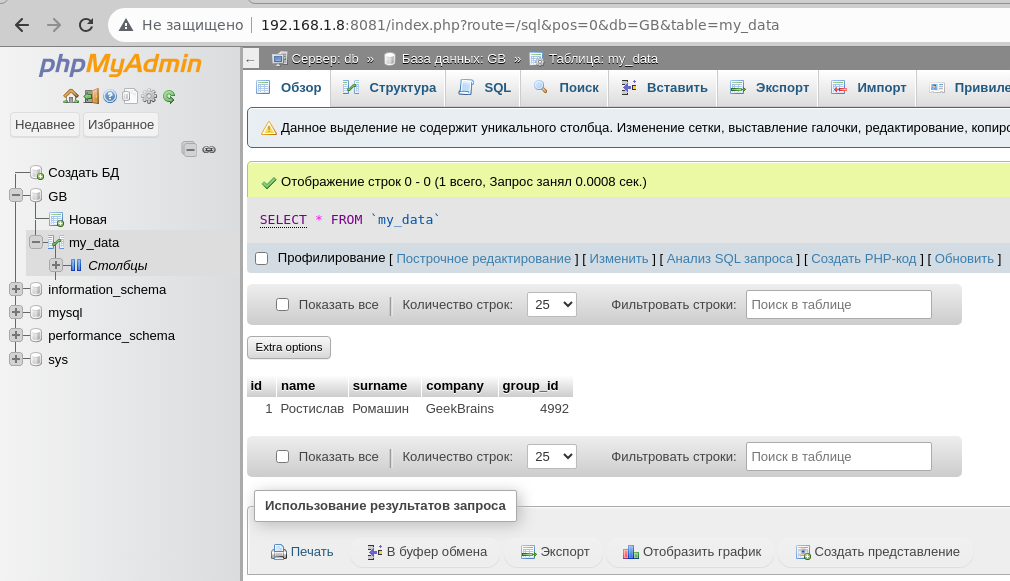 Не защищено 192.168.1.8:8081/index.php?route=/sql&pos=0&db=GB&table=my_data
phpMyAdmin
Недавнее Избранное
Создать БД
GB
Новая
my_data
Столбцы
information_schema
mysql
performance_schema
sys
Сервер: db » База данных: GB » Таблица: my_data
Обзор Структура SQL Поиск Вставить Экспорт Импорт Привиле
Данное выделение не содержит уникального столбца. Изменение сетки, выставление галочки, редактирование, копиро
Отображение строк 0 - 0 (1 всего, Запрос занял 0.0008 сек.)
SELECT * FROM `my_data`
Профилирование [ Построчное редактирование ] [ Изменить ] [ Анализ SQL запроса ] [ Создать PHP-код ] [ Обновить ]
Показать все Количество строк: 25 Фильтровать строки: Поиск в таблице
Extra options
id name surname company group_id
1 Ростислав Ромашин GeekBrains 4992
Показать все Количество строк: 25 Фильтровать строки: Поиск в таблице
Использование результатов запроса
Печать В буфер обмена Экспорт Отобразить график Создать представление